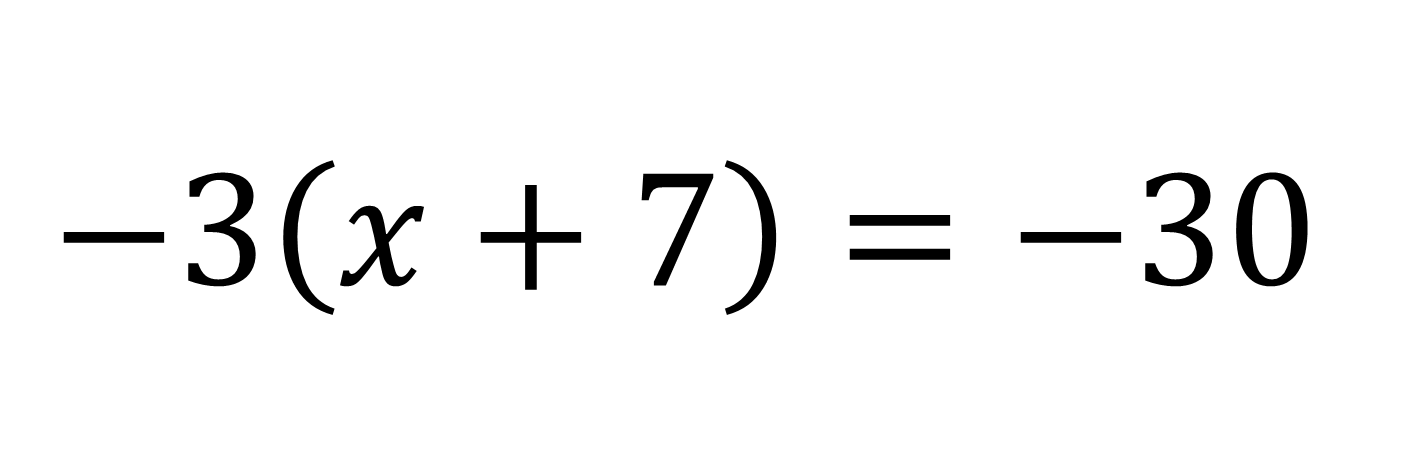 −3(x + 7) = −30